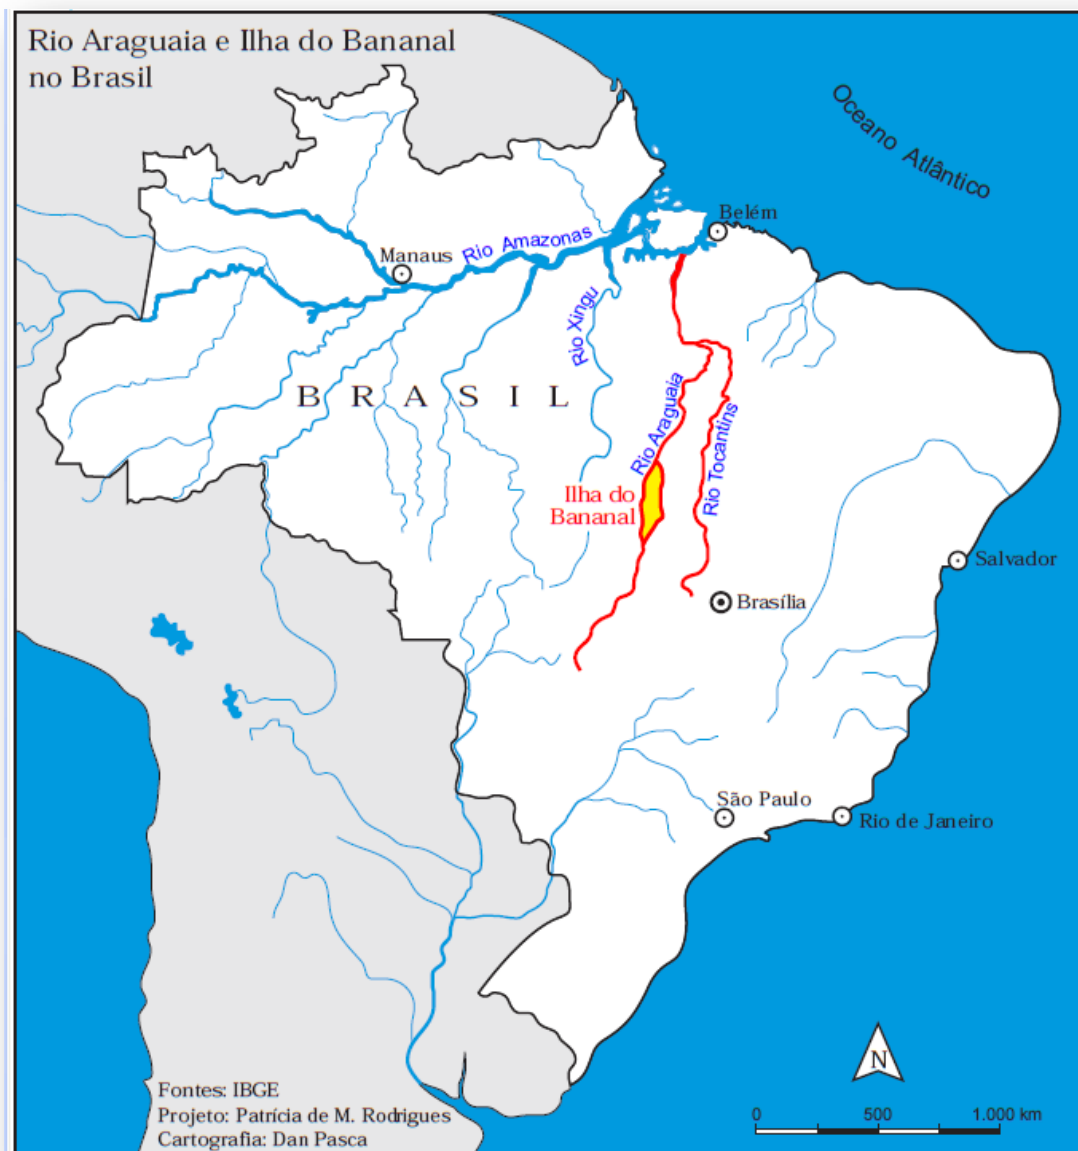 Rio Araguaia e Ilha do Bananal
no Brasil
Oceano Atlântico
Belém
Manaus
Rio Amazonas
Rio Xingu
BRASIL
Rio Araguaia
Rio Tocantins
Ilha do
Bananal
Salvador
Brasília
São Paulo
Rio de Janeiro
N
Fontes: IBGE
Projeto: Patrícia de M. Rodrigues
Cartografia: Dan Pasca
0 500 1.000 km